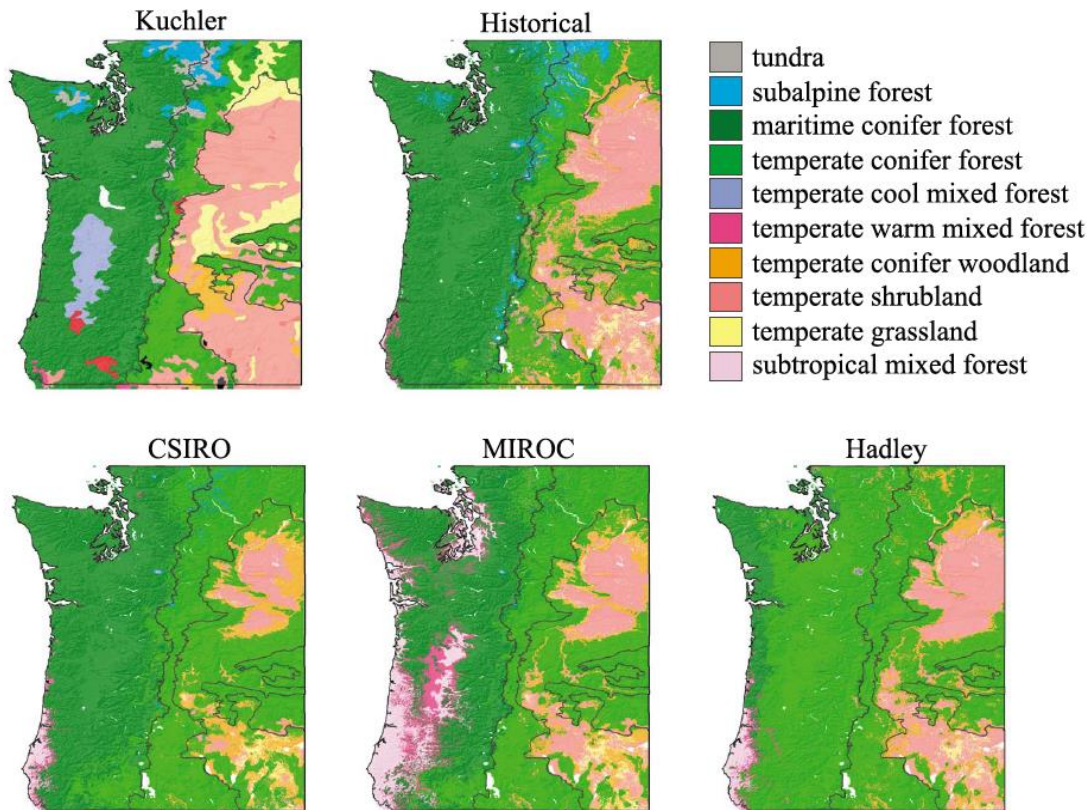 Kuchler
Historical
tundra
subalpine forest
maritime conifer forest
temperate conifer forest
temperate cool mixed forest
temperate warm mixed forest
temperate conifer woodland
temperate shrubland
temperate grassland
subtropical mixed forest
CSIRO
MIROC
Hadley